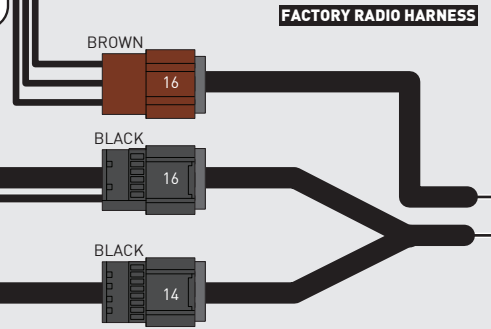 FACTORY RADIO HARNESS
BROWN
16
BLACK
16
BLACK
14